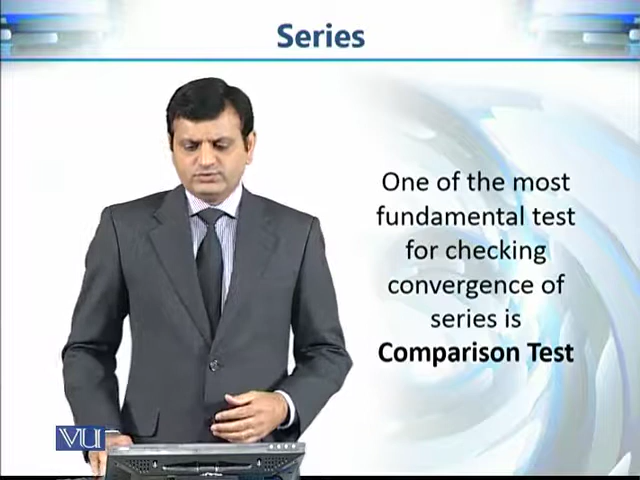 Series
One of the most
fundamental test
for checking
convergence of
series is
Comparison Test
VU